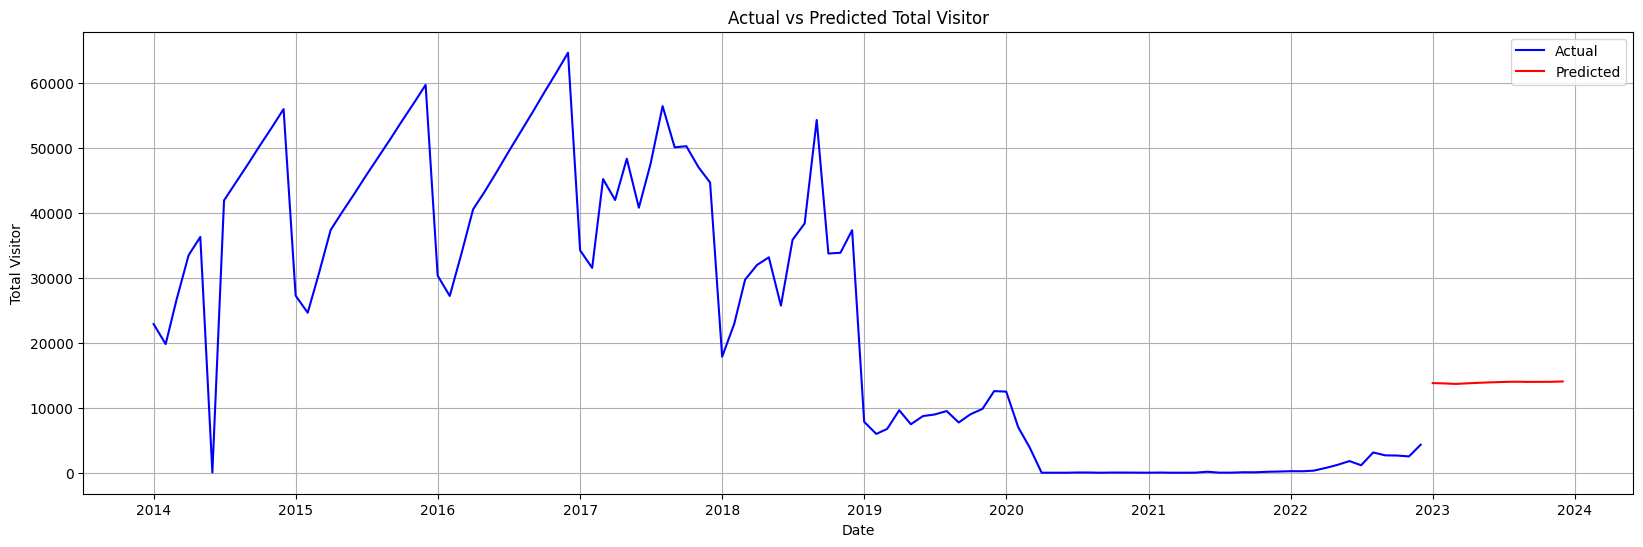 Actual vs Predicted Total Visitor
Actual
Predicted
Total Visitor
60000
50000
40000
30000
20000
10000
0
2014 2015 2016 2017 2018 2019 2020 2021 2022 2023 2024
Date